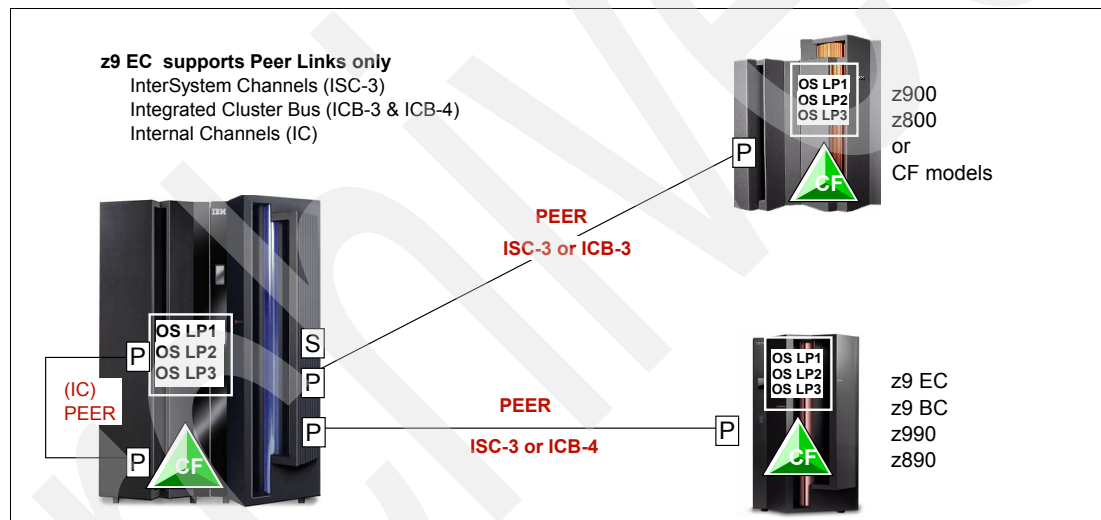 z9 EC supports Peer Links only
InterSystem Channels (ISC-3)
Integrated Cluster Bus (ICB-3 & ICB-4)
Internal Channels (IC)
OS LP1
OS LP2
OS LP3
CF
P
z900
z800
or
CF models
PEER
ISC-3 or ICB-3
IBM
OS LP1
OS LP2
OS LP3
P
P
CF
(IC)
PEER
S
P
P
PEER
ISC-3 or ICB-4
P
OS LP1
OS LP2
OS LP3
CF
z9 EC
z9 BC
z990
z890